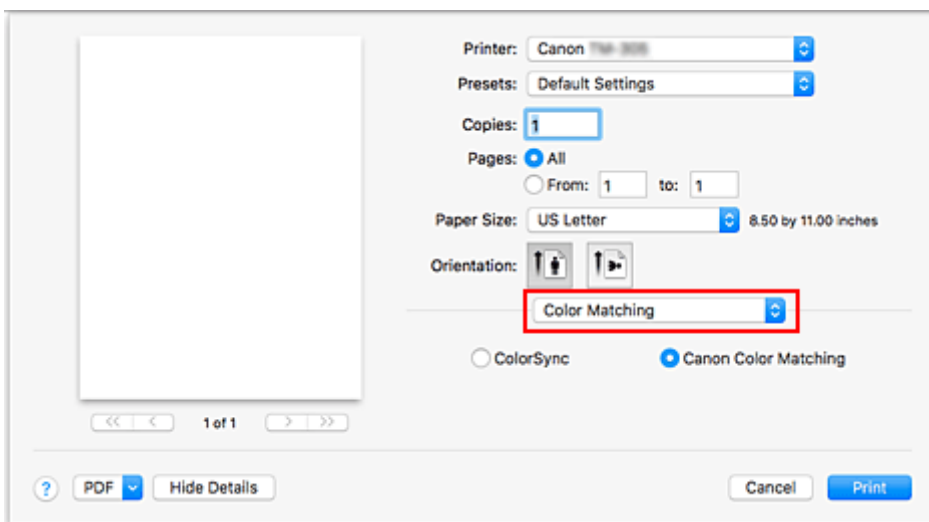 Printer: Canon
Presets: Default Settings
Copies: 1
Pages: All
From: 1 to: 1
Paper Size: US Letter 8.50 by 11.00 inches
Orientation:
Color Matching
ColorSync Canon Color Matching
<< < 1 of 1 > >>
? PDF Hide Details Cancel Print